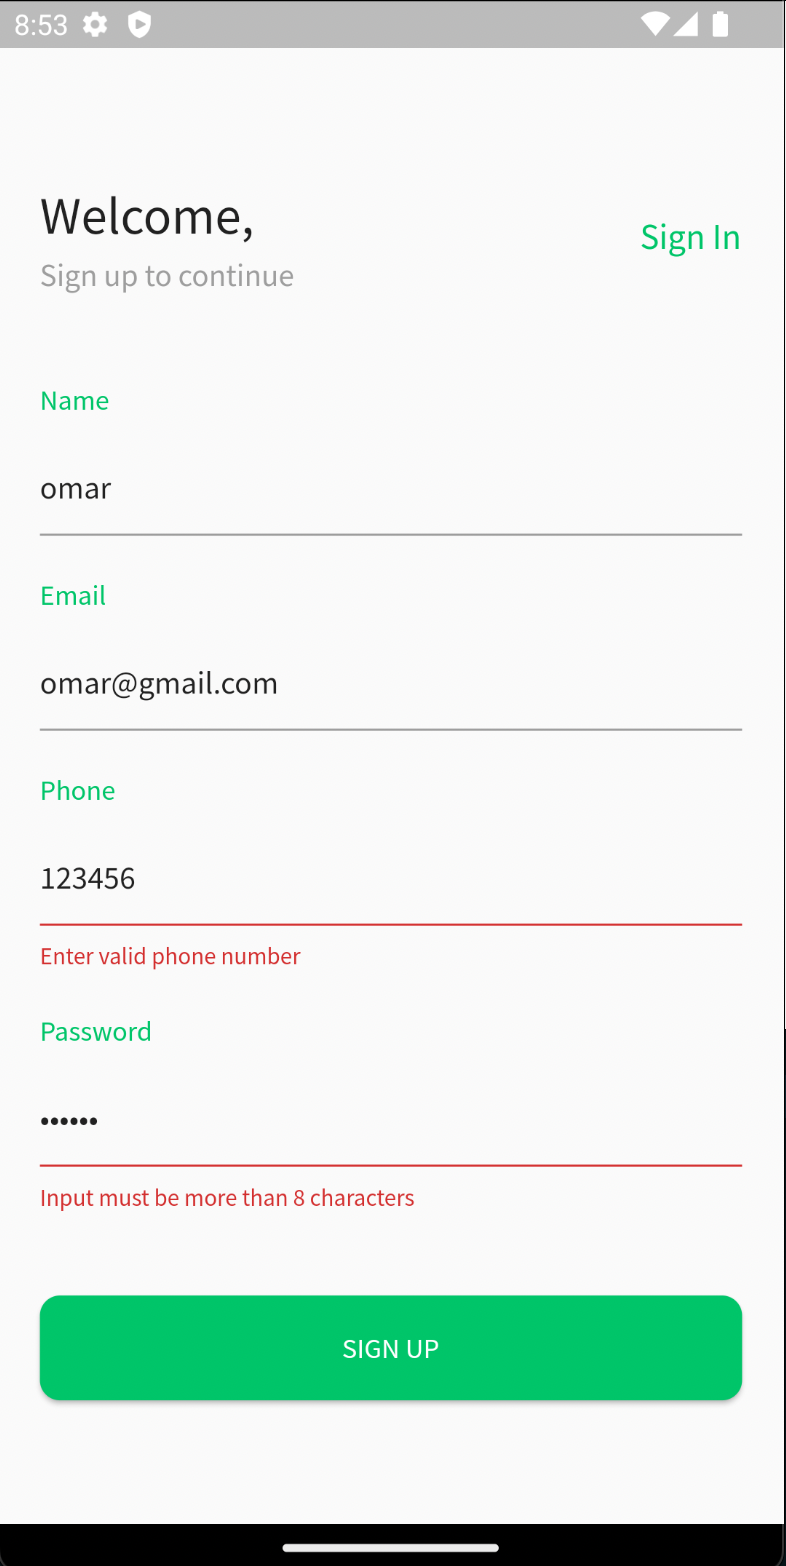 8:53
Welcome,
Sign In
Sign up to continue
Name
omar
Email
omar@gmail.com
Phone
123456
Enter valid phone number
Password
••••••
Input must be more than 8 characters
SIGN UP